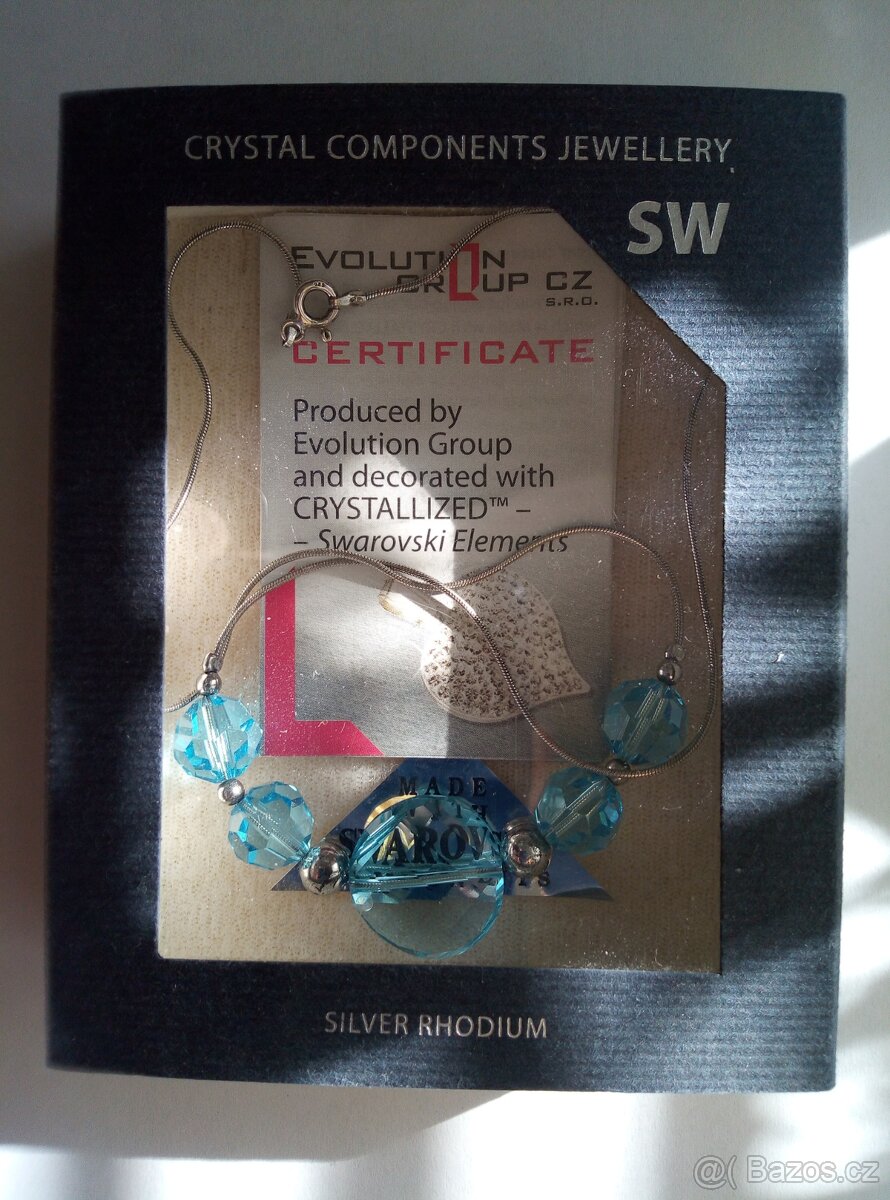 CRYSTAL COMPONENTS JEWELLERY
SW
EVOLUTION
GROUP CZ
S.R.O.
CERTIFICATE
Produced by
Evolution Group
and decorated with
CRYSTALLIZED™ –
– Swarovski Elements
MADE
SWAROVS
SILVER RHODIUM
@( Bazos.cz